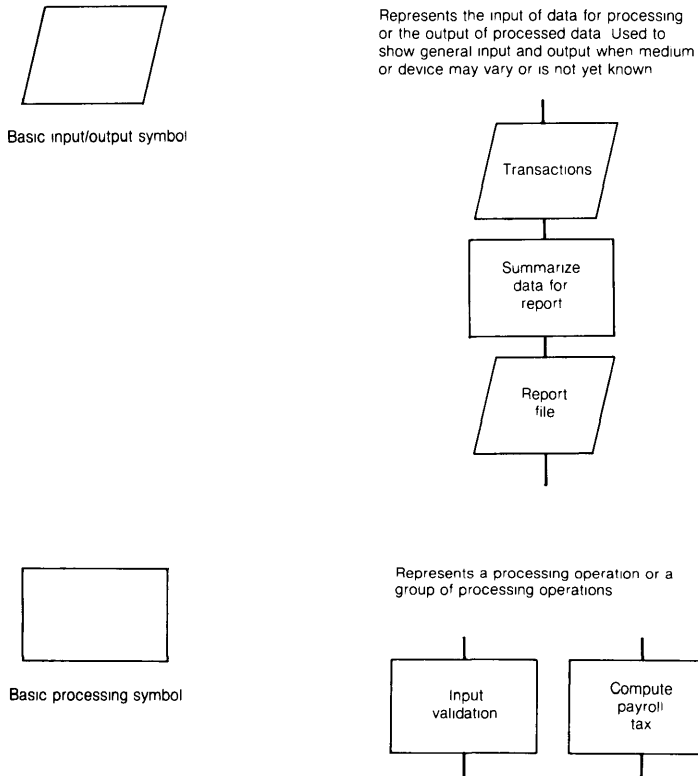 Represents the input of data for processing
or the output of processed data Used to
show general input and output when medium
or device may vary or is not yet known
Basic input/output symbol
Transactions
Summarize
data for
report
Report
file
Represents a processing operation or a
group of processing operations
Basic processing symbol
Input
validation
Compute
payroll
tax